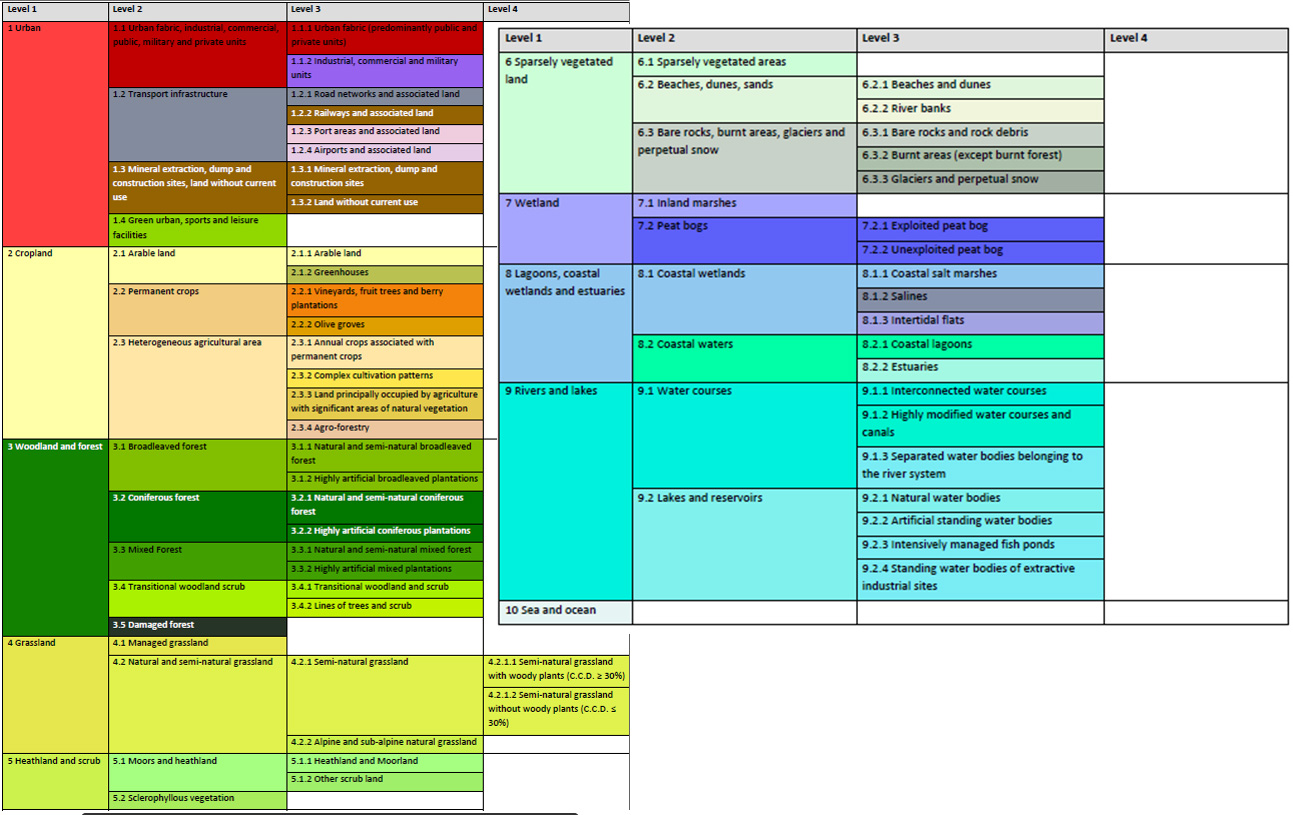 Level 1 Level 2 Level 3 Level 4
1 Urban
1.1 Urban fabric, industrial, commercial,
public, military and private units
1.1.1 Urban fabric (predominantly public and
private units)
1.1.2 Industrial, commercial and military
units
1.2 Transport infrastructure
1.2.1 Road networks and associated land
1.2.2 Railways and associated land
1.2.3 Port areas and associated land
1.2.4 Airports and associated land
1.3 Mineral extraction, dump and
construction sites, land without current
use
1.3.1 Mineral extraction, dump and
construction sites
1.3.2 Land without current use
1.4 Green urban, sports and leisure
facilities
2 Cropland
2.1 Arable land
2.1.1 Arable land
2.1.2 Greenhouses
2.2 Permanent crops
2.2.1 Vineyards, fruit trees and berry
plantations
2.2.2 Olive groves
2.3 Heterogeneous agricultural area
2.3.1 Annual crops associated with
permanent crops
2.3.2 Complex cultivation patterns
2.3.3 Land principally occupied by agriculture
with significant areas of natural vegetation
2.3.4 Agro-forestry
3 Woodland and forest
3.1 Broadleaved forest
3.1.1 Natural and semi-natural broadleaved
forest
3.1.2 Highly artificial broadleaved plantations
3.2 Coniferous forest
3.2.1 Natural and semi-natural coniferous
forest
3.2.2 Highly artificial coniferous plantations
3.3 Mixed Forest
3.3.1 Natural and semi-natural mixed forest
3.3.2 Highly artificial mixed plantations
3.4 Transitional woodland scrub
3.4.1 Transitional woodland and scrub
3.4.2 Lines of trees and scrub
3.5 Damaged forest
4 Grassland
4.1 Managed grassland
4.2 Natural and semi-natural grassland
4.2.1 Semi-natural grassland
4.2.1.1 Semi-natural grassland
with woody plants (C.C.D. ≥ 30%)
4.2.1.2 Semi-natural grassland
without woody plants (C.C.D. ≤
30%)
4.2.2 Alpine and sub-alpine natural grassland
5 Heathland and scrub
5.1 Moors and heathland
5.1.1 Heathland and Moorland
5.1.2 Other scrub land
5.2 Sclerophyllous vegetation
Level 1 Level 2 Level 3 Level 4
6 Sparsely vegetated
land
6.1 Sparsely vegetated areas
6.2 Beaches, dunes, sands
6.2.1 Beaches and dunes
6.2.2 River banks
6.3 Bare rocks, burnt areas, glaciers and
perpetual snow
6.3.1 Bare rocks and rock debris
6.3.2 Burnt areas (except burnt forest)
6.3.3 Glaciers and perpetual snow
7 Wetland
7.1 Inland marshes
7.2 Peat bogs
7.2.1 Exploited peat bog
7.2.2 Unexploited peat bog
8 Lagoons, coastal
wetlands and estuaries
8.1 Coastal wetlands
8.1.1 Coastal salt marshes
8.1.2 Salines
8.1.3 Intertidal flats
8.2 Coastal waters
8.2.1 Coastal lagoons
8.2.2 Estuaries
9 Rivers and lakes
9.1 Water courses
9.1.1 Interconnected water courses
9.1.2 Highly modified water courses and
canals
9.1.3 Separated water bodies belonging to
the river system
9.2 Lakes and reservoirs
9.2.1 Natural water bodies
9.2.2 Artificial standing water bodies
9.2.3 Intensively managed fish ponds
9.2.4 Standing water bodies of extractive
industrial sites
10 Sea and ocean